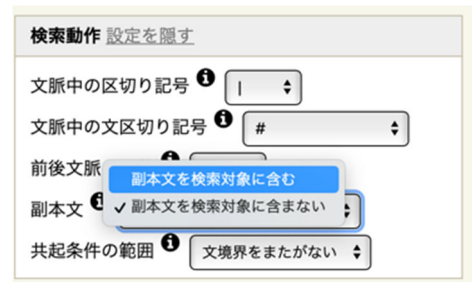 検索動作 設定を隠す
文脈中の区切り記号 |
文脈中の文区切り記号 #
前後文脈
副本文を検索対象に含む
副本文 ✓ 副本文を検索対象に含まない
共起条件の範囲 文境界をまたがない